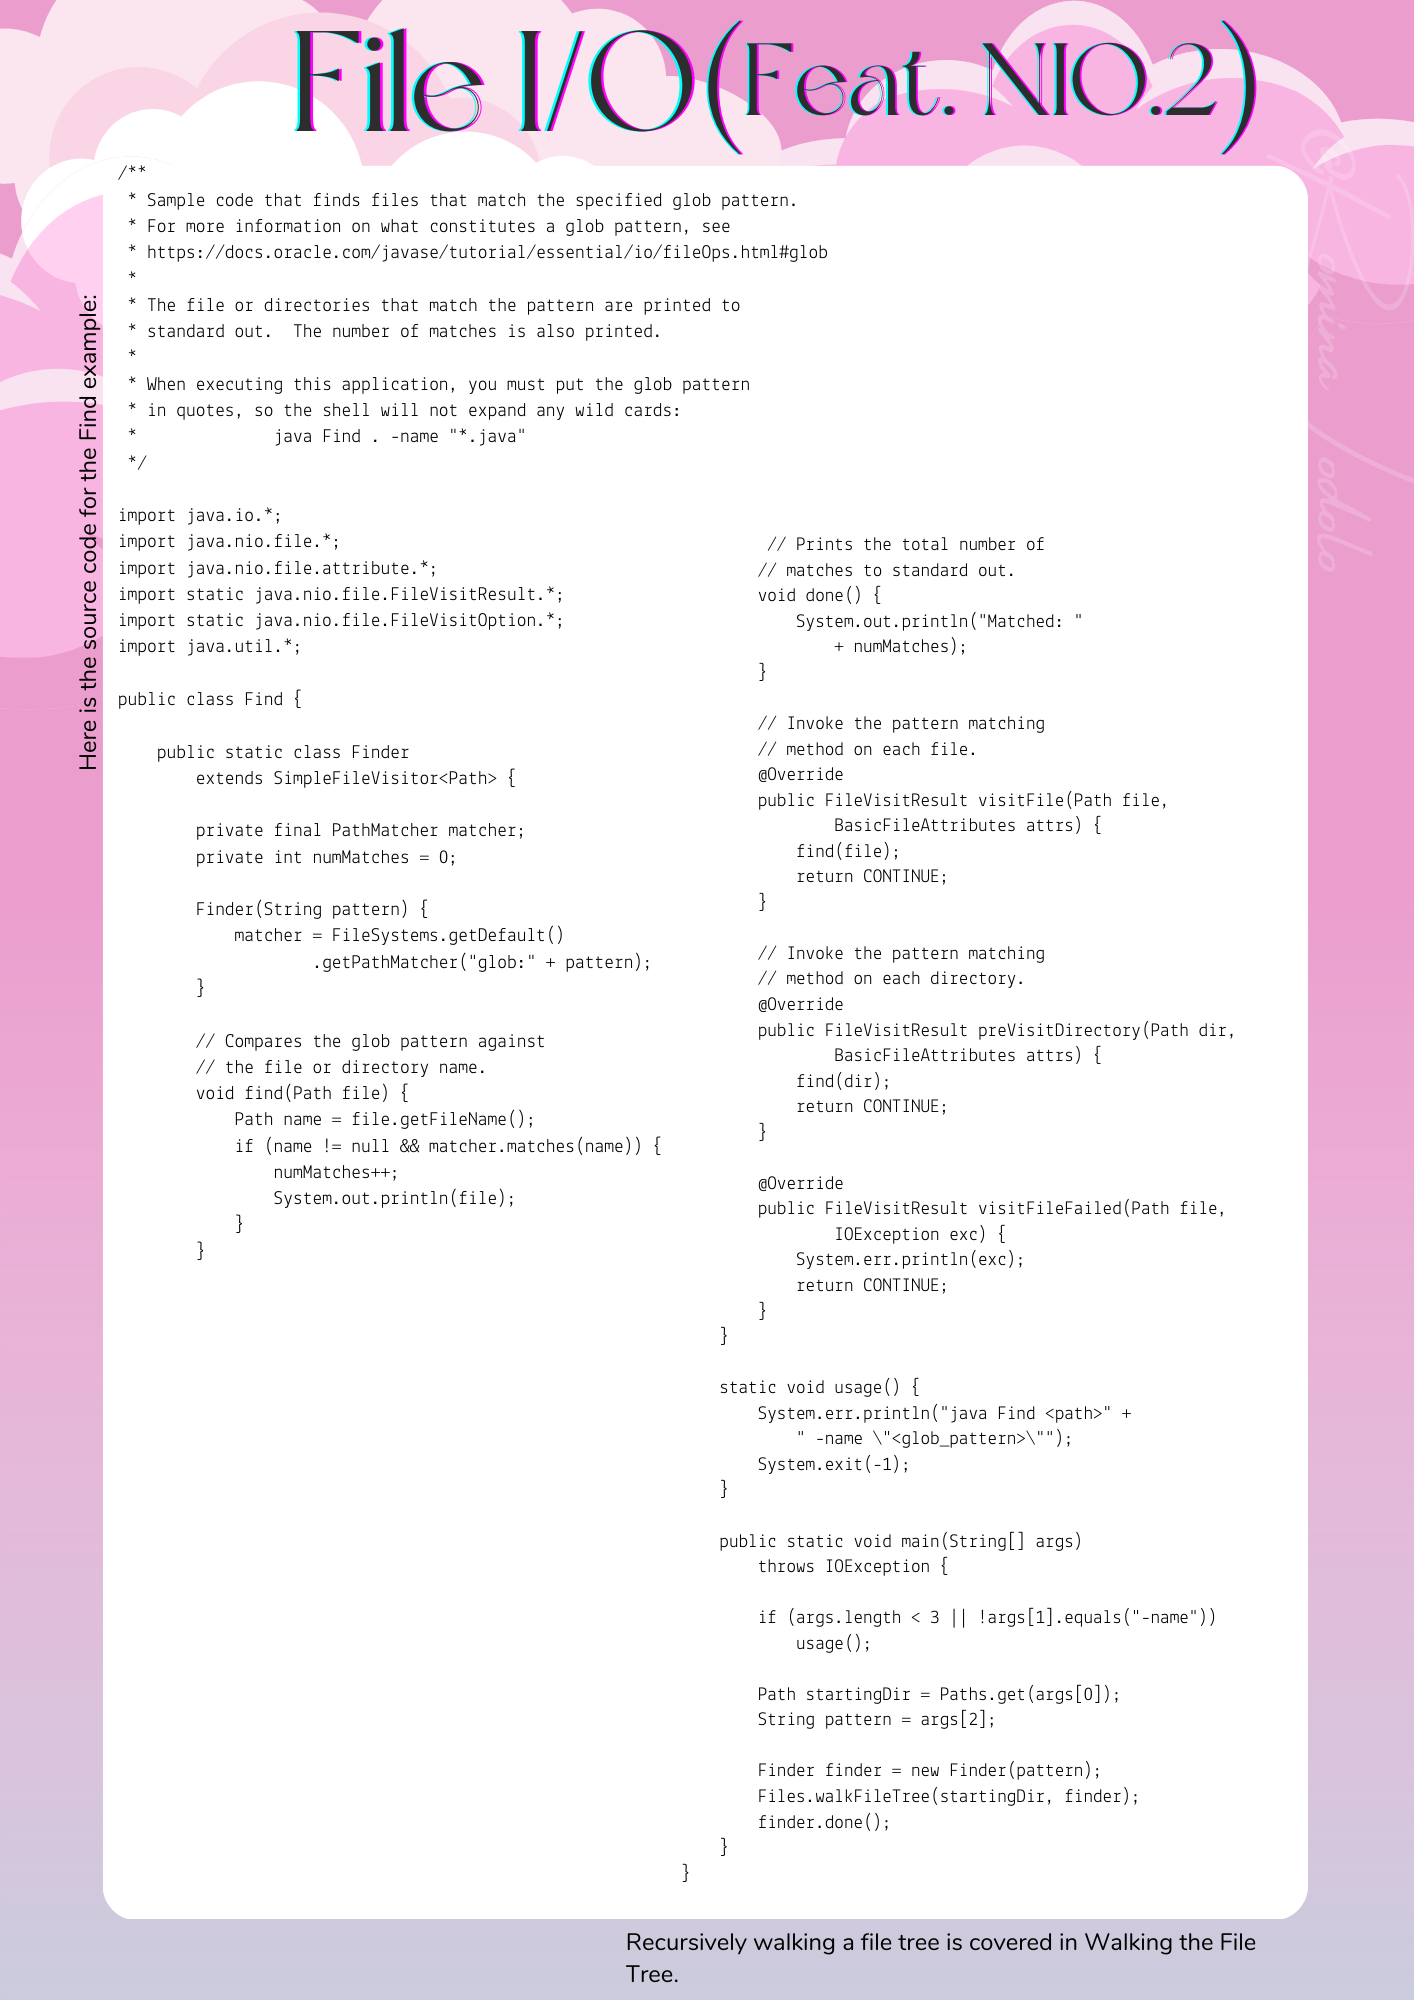 File I/O(Feat. NIO.2)
Here is the source code for the Find example:
/**
 * Sample code that finds files that match the specified glob pattern.
 * For more information on what constitutes a glob pattern, see
 * https://docs.oracle.com/javase/tutorial/essential/io/fileOps.html#glob
 *
 * The file or directories that match the pattern are printed to
 * standard out.  The number of matches is also printed.
 *
 * When executing this application, you must put the glob pattern
 * in quotes, so the shell will not expand any wild cards:
 *              java Find . -name "*.java"
 */
import java.io.*;
import java.nio.file.*;
import java.nio.file.attribute.*;
import static java.nio.file.FileVisitResult.*;
import static java.nio.file.FileVisitOption.*;
import java.util.*;
public class Find {
    public static class Finder
        extends SimpleFileVisitor<Path> {
        private final PathMatcher matcher;
        private int numMatches = 0;
        Finder(String pattern) {
            matcher = FileSystems.getDefault()
                    .getPathMatcher("glob:" + pattern);
        }
        // Compares the glob pattern against
        // the file or directory name.
        void find(Path file) {
            Path name = file.getFileName();
            if (name != null && matcher.matches(name)) {
                numMatches++;
                System.out.println(file);
            }
        }
         // Prints the total number of
        // matches to standard out.
        void done() {
            System.out.println("Matched: "
                + numMatches);
        }
        // Invoke the pattern matching
        // method on each file.
        @Override
        public FileVisitResult visitFile(Path file,
                BasicFileAttributes attrs) {
            find(file);
            return CONTINUE;
        }
        // Invoke the pattern matching
        // method on each directory.
        @Override
        public FileVisitResult preVisitDirectory(Path dir,
                BasicFileAttributes attrs) {
            find(dir);
            return CONTINUE;
        }
        @Override
        public FileVisitResult visitFileFailed(Path file,
                IOException exc) {
            System.err.println(exc);
            return CONTINUE;
        }
    }
    static void usage() {
        System.err.println("java Find <path>" +
            " -name \"<glob_pattern>\"");
        System.exit(-1);
    }
    public static void main(String[] args)
        throws IOException {
        if (args.length < 3 || !args[1].equals("-name"))
            usage();
        Path startingDir = Paths.get(args[0]);
        String pattern = args[2];
        Finder finder = new Finder(pattern);
        Files.walkFileTree(startingDir, finder);
        finder.done();
    }
}
Recursively walking a file tree is covered in Walking the File
Tree.